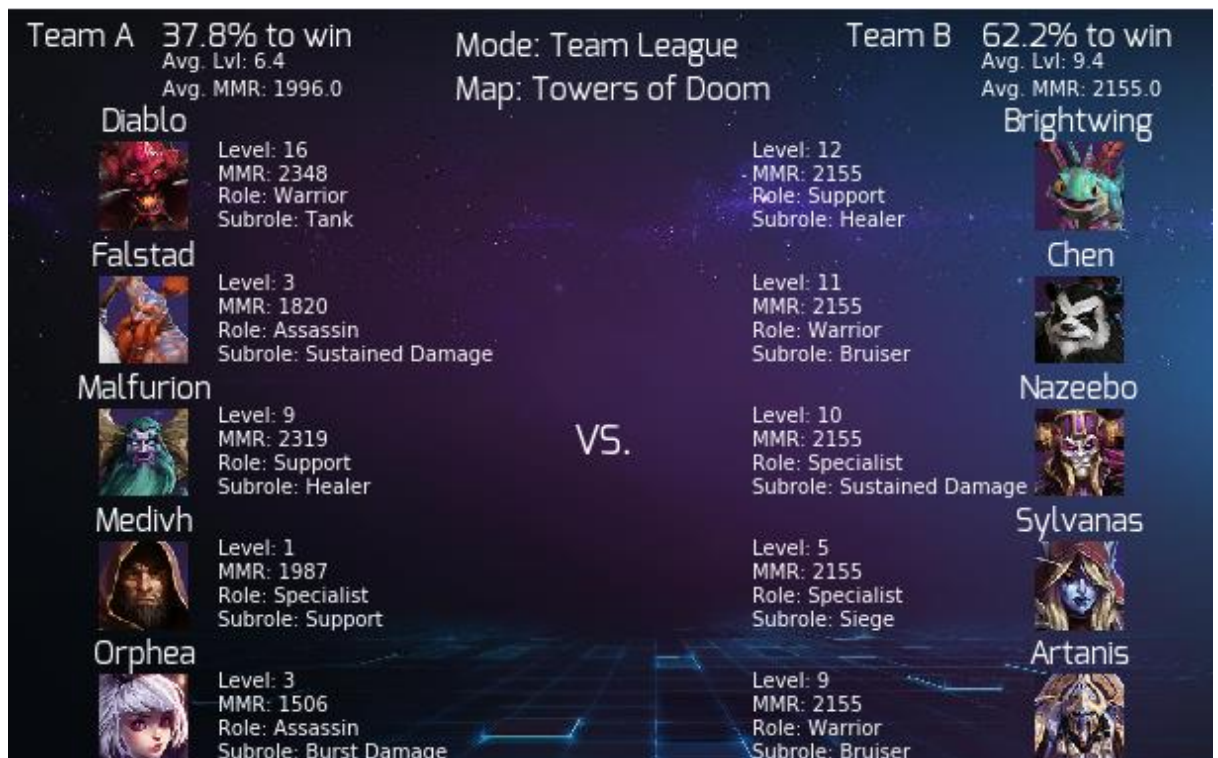 Team A 37.8% to win
Avg. Lvl: 6.4
Avg. MMR: 1996.0
Mode: Team League
Map: Towers of Doom
Team B 62.2% to win
Avg. Lvl: 9.4
Avg. MMR: 2155.0
Diablo
Level: 16
MMR: 2348
Role: Warrior
Subrole: Tank
Brightwing
Level: 12
MMR: 2155
Role: Support
Subrole: Healer
Falstad
Level: 3
MMR: 1820
Role: Assassin
Subrole: Sustained Damage
Chen
Level: 11
MMR: 2155
Role: Warrior
Subrole: Bruiser
Malfurion
Level: 9
MMR: 2319
Role: Support
Subrole: Healer
VS.
Nazeebo
Level: 10
MMR: 2155
Role: Specialist
Subrole: Sustained Damage
Medivh
Level: 1
MMR: 1987
Role: Specialist
Subrole: Support
Sylvanas
Level: 5
MMR: 2155
Role: Specialist
Subrole: Siege
Orphea
Level: 3
MMR: 1506
Role: Assassin
Subrole: Burst Damage
Artanis
Level: 9
MMR: 2155
Role: Warrior
Subrole: Bruiser